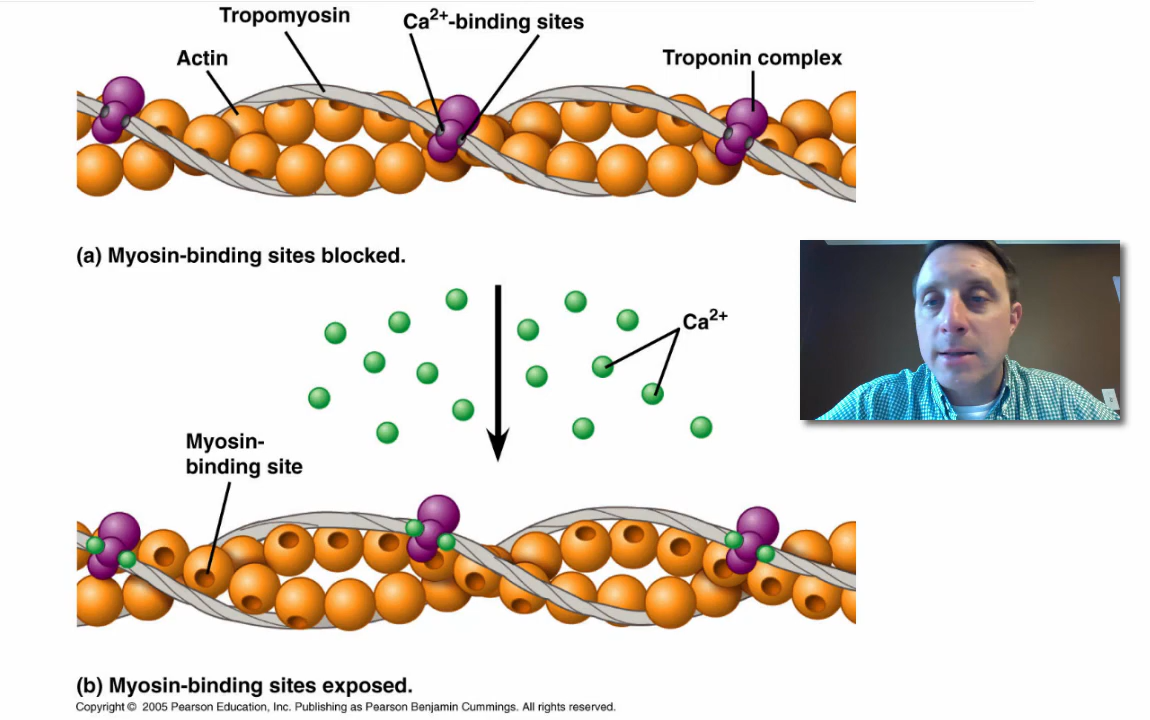 Tropomyosin
Ca2+-binding sites
Actin
Troponin complex
(a) Myosin-binding sites blocked.
Ca2+
Myosin-
binding site
(b) Myosin-binding sites exposed.
Copyright © 2005 Pearson Education, Inc. Publishing as Pearson Benjamin Cummings. All rights reserved.